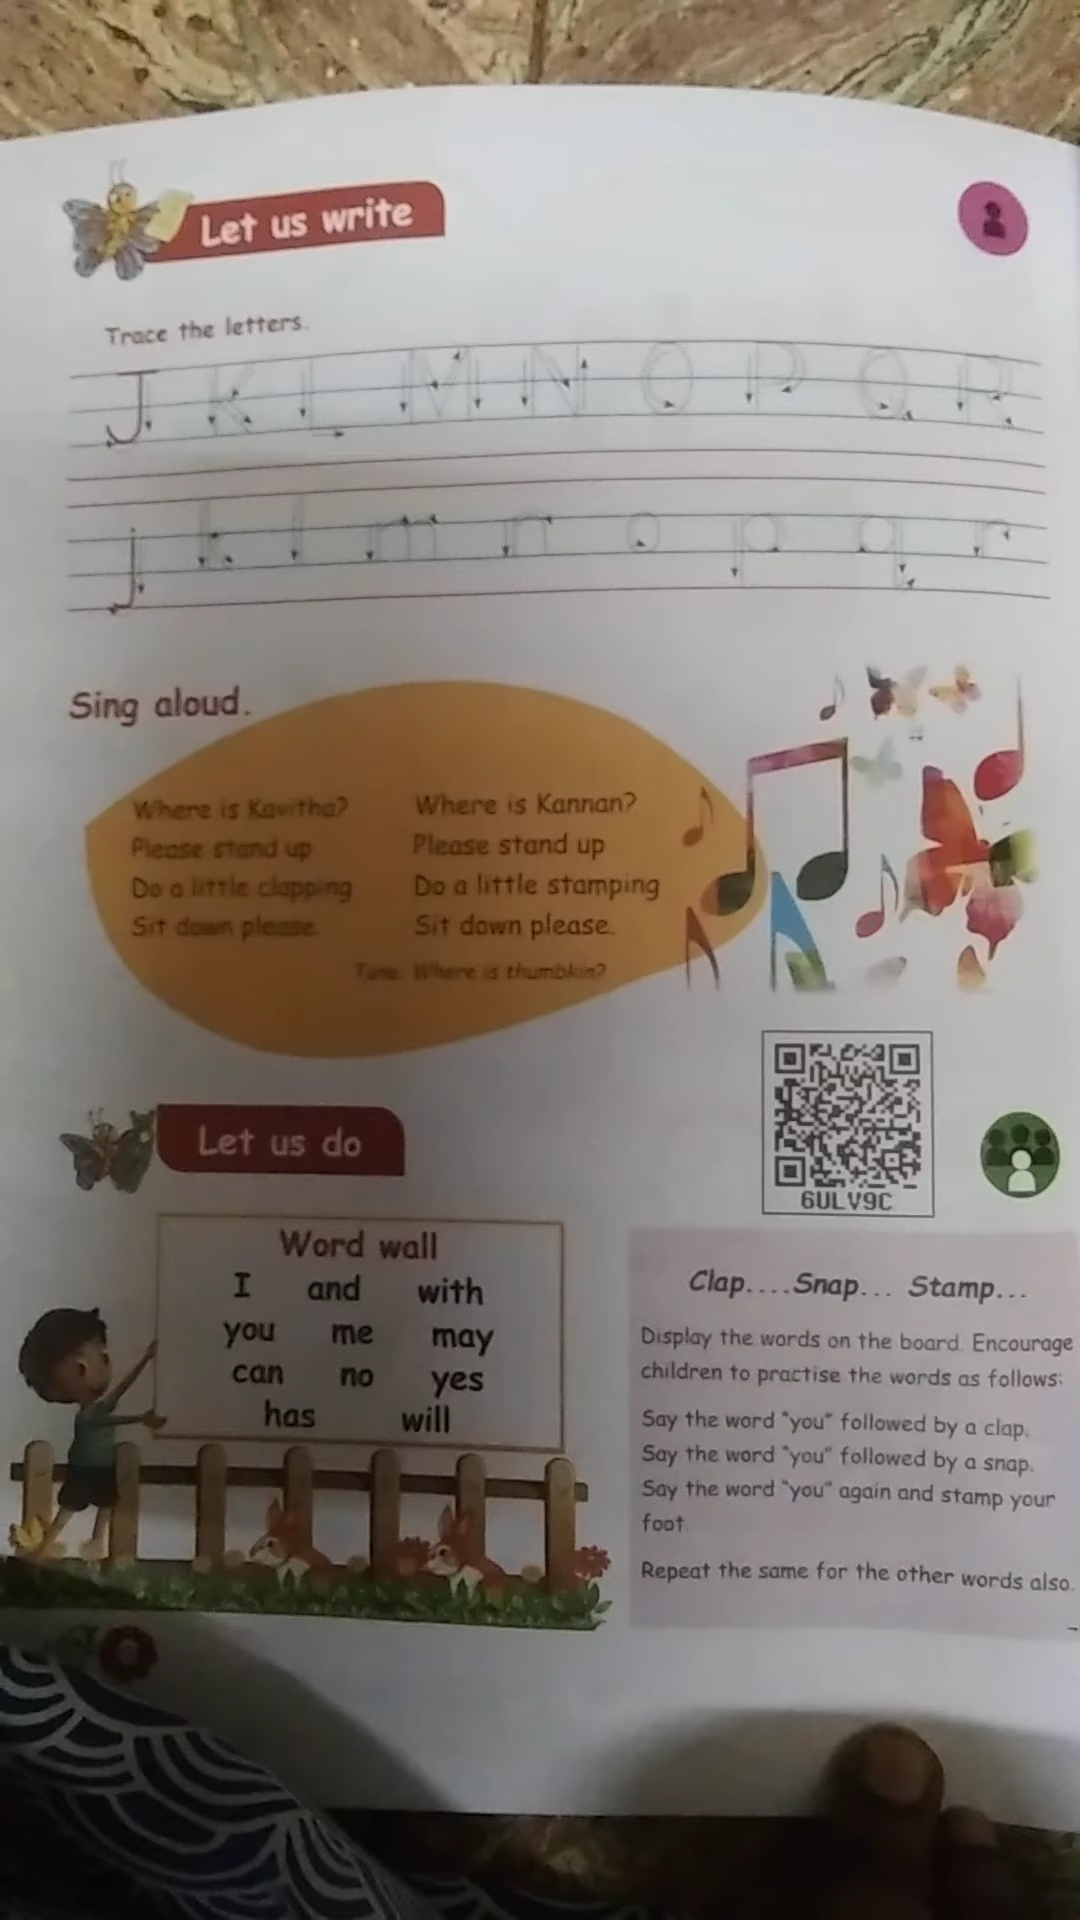 Let us write
Trace the letters.
J K L M N O P Q R
j k l m n o p q r
Sing aloud.
Where is Kavitha?
Please stand up
Do a little clapping
Sit down please.
Where is Kannan?
Please stand up
Do a little stamping
Sit down please.
Tune: Where is thumbkin?
6ULV9C
Let us do
Word wall
I and with
you me may
can no yes
has will
Clap....Snap... Stamp...
Display the words on the board. Encourage
children to practise the words as follows:
Say the word "you" followed by a clap.
Say the word "you" followed by a snap.
Say the word "you" again and stamp your
foot.
Repeat the same for the other words also.